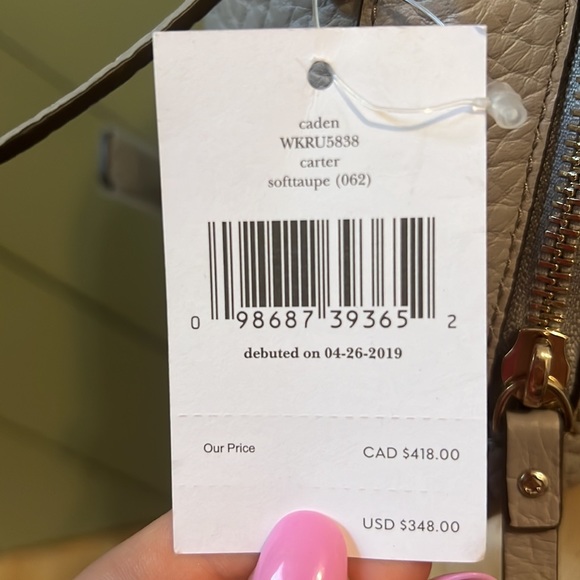 caden
WKRU5838
carter
softtaupe (062)
0 98687 39365 2
debuted on 04-26-2019
Our Price CAD $418.00
USD $348.00